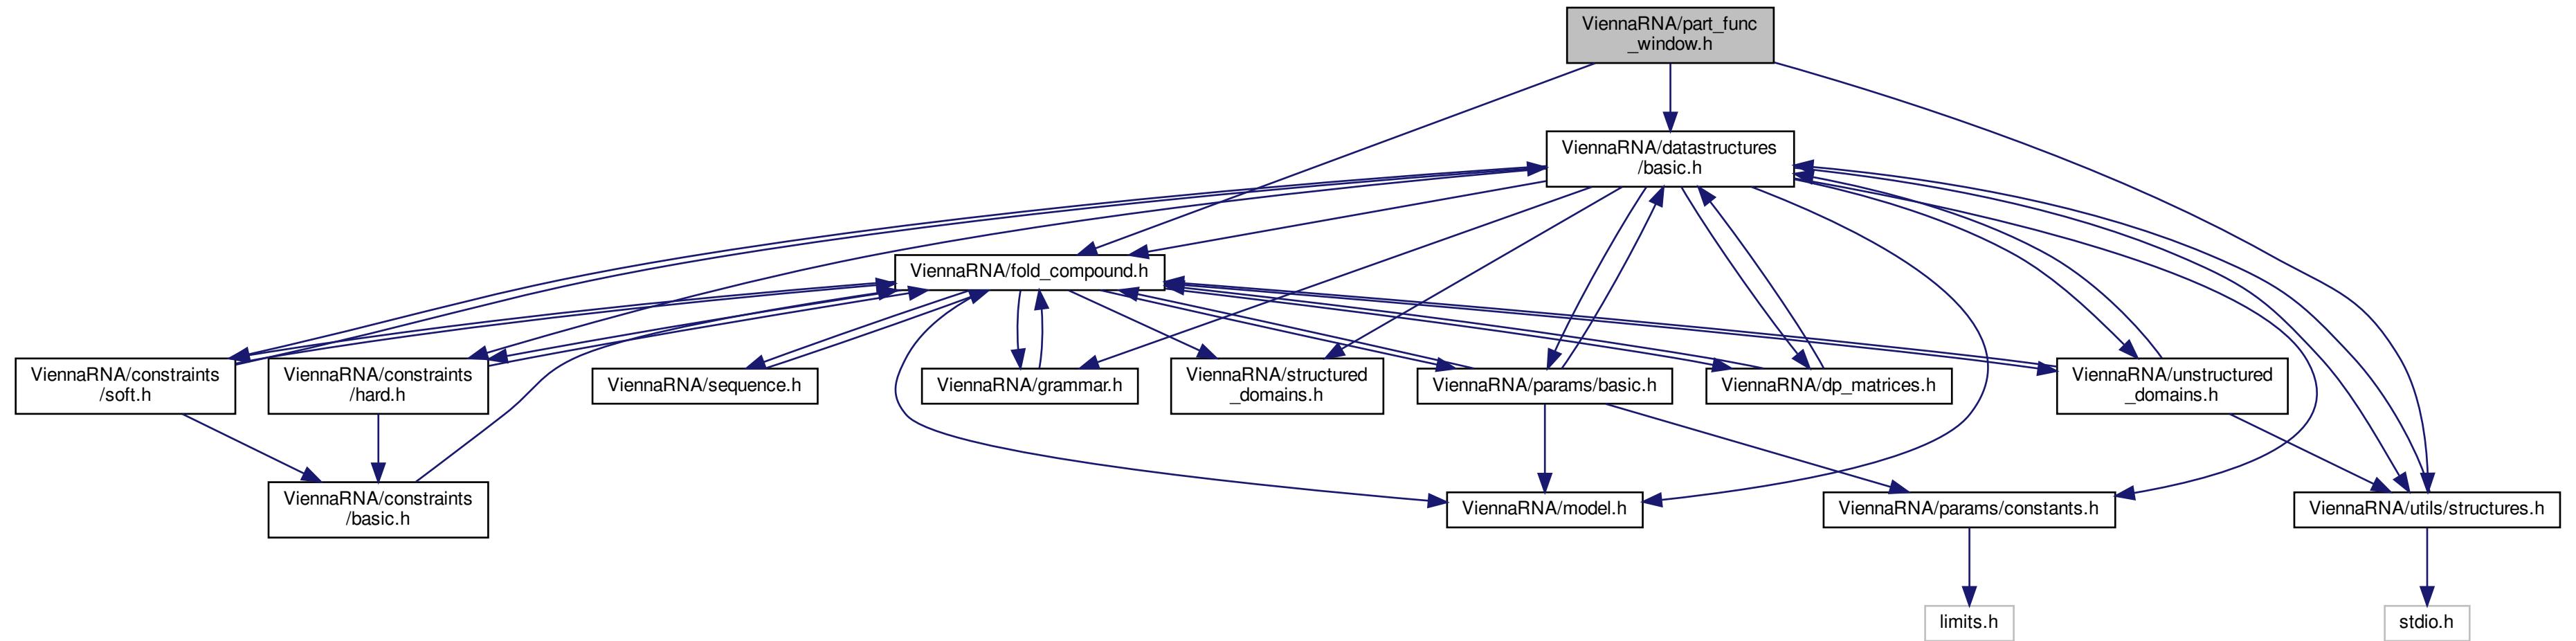 ViennaRNA/part_func
_window.h
ViennaRNA/datastructures
/basic.h
ViennaRNA/fold_compound.h
ViennaRNA/constraints
/soft.h
ViennaRNA/constraints
/hard.h
ViennaRNA/sequence.h
ViennaRNA/grammar.h
ViennaRNA/structured
_domains.h
ViennaRNA/params/basic.h
ViennaRNA/dp_matrices.h
ViennaRNA/unstructured
_domains.h
ViennaRNA/constraints
/basic.h
ViennaRNA/model.h
ViennaRNA/params/constants.h
ViennaRNA/utils/structures.h
limits.h
stdio.h